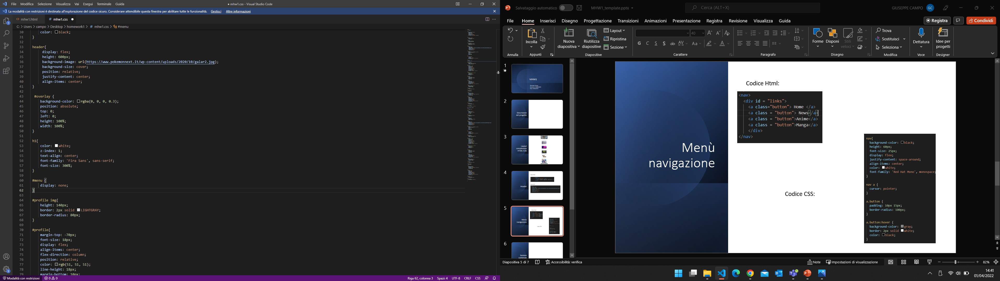 File Modifica Selezione Visualizza Vai Esegui Terminale Guida
● mhw1.css - Visual Studio Code
La modalità con restrizioni è destinata all'esplorazione del codice sicuro. Considerare attendibile questa finestra per abilitare tutte le funzionalità. Gestisci Altre informazioni
mhw1.html # mhw1.css ●
C: > Users > campo > Desktop > homework1 > # mhw1.css > #menu
30 color: black;
31 }
32
33 header{
34 display: flex;
35 height: 600px;
36 background-image: url(https://www.pokemonnext.it/wp-content/uploads/2020/10/galar2.jpg);
37 background-size: cover;
38 position: relative;
39 justify-content: center;
40 align-items: center;
41 }
42
43 #overlay {
44 background-color: rgba(0, 0, 0, 0.3);
45 position: absolute;
46 top: 0;
47 left: 0;
48 height: 100%;
49 width: 100%;
50 }
51
52 h1{
53 color: white;
54 z-index: 1;
55 text-align: center;
56 font-family: 'Fira Sans', sans-serif;
57 font-size: 300%;
58 }
59
60 #menu {
61 display: none;
62 }
63
64 #profile img{
65 height: 140px;
66 border: 2px solid LIGHTGRAY;
67 border-radius: 80px;
68 }
69
70 #profile{
71 margin-top: -70px;
72 font-size: 18px;
73 display: flex;
74 align-items: center;
75 flex-direction: column;
76 position: relative;
77 color: rgb(51, 51, 51);
78 line-height: 18px;
79 margin-bottom: 10px;
Modalità con restrizioni 0 0 Riga 62, colonna 3 Spazi: 4 UTF-8 CRLF CSS
Salvataggio automatico MHW1_template.pptx Cerca (ALT+X) GIUSEPPE CAMPO GC
File Home Inserisci Disegno Progettazione Transizioni Animazioni Presentazione Registra Revisione Visualizza Guida Registra Condividi
Incolla
Nuova diapositiva
Riutilizza diapositive
Layout
Ripristina
Sezione
40
G C S S ab AV Aa A
Forme Disponi Stili veloci
Trova
Sostituisci
Seleziona
Dettatura
Idee per progetti
Annulla Appunti Diapositive Carattere Paragrafo Disegno Modifica Voce Designer
1
MHW1
2
Descrizione del progetto
3
Layout complessivo HTML+CSS
4
Header
5
Menù navigazione
6
Sezione contenuti
Menù
navigazione
Codice Html:
<nav>
<div id = "links">
<a class="button"> Home </a>
<a class = "button"> News</a>
<a class = "button">Anime</a>
<a class = "button">Manga</a>
</div>
</nav>
Codice CSS:
nav{
background-color: black;
height: 60px;
font-size: 25px;
display: flex;
justify-content: space-around;
align-items: center;
color: white;
font-family: 'Red Hat Mono', monospace;
}
nav a {
cursor: pointer;
}
a.button {
padding: 10px 15px;
border-radius: 100px;
}
a.button:hover {
background-color: gray;
border: 2px solid white;
color: black;
}
Diapositiva 5 di 7 Accessibilità: verifica Note Impostazioni di visualizzazione 82%
14:41
01/04/2022